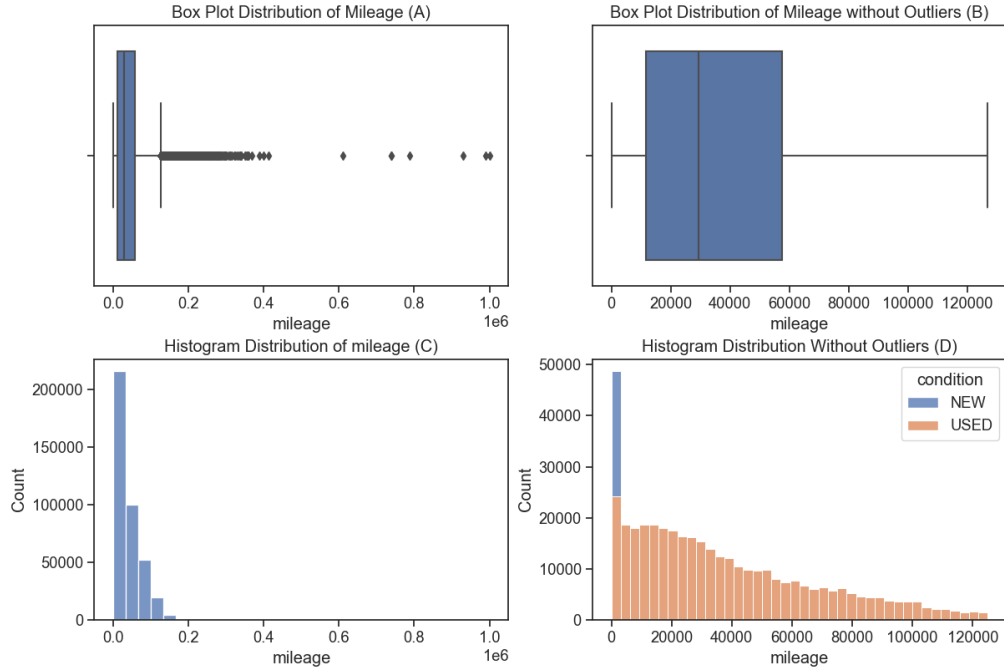 Box Plot Distribution of Mileage (A)
0.0 0.2 0.4 0.6 0.8 1.0
1e6
mileage
Box Plot Distribution of Mileage without Outliers (B)
0 20000 40000 60000 80000 100000 120000
mileage
Histogram Distribution of mileage (C)
200000
150000
100000
50000
0
Count
0.0 0.2 0.4 0.6 0.8 1.0
1e6
mileage
Histogram Distribution Without Outliers (D)
condition
NEW
USED
50000
40000
30000
20000
10000
0
Count
0 20000 40000 60000 80000 100000 120000
mileage